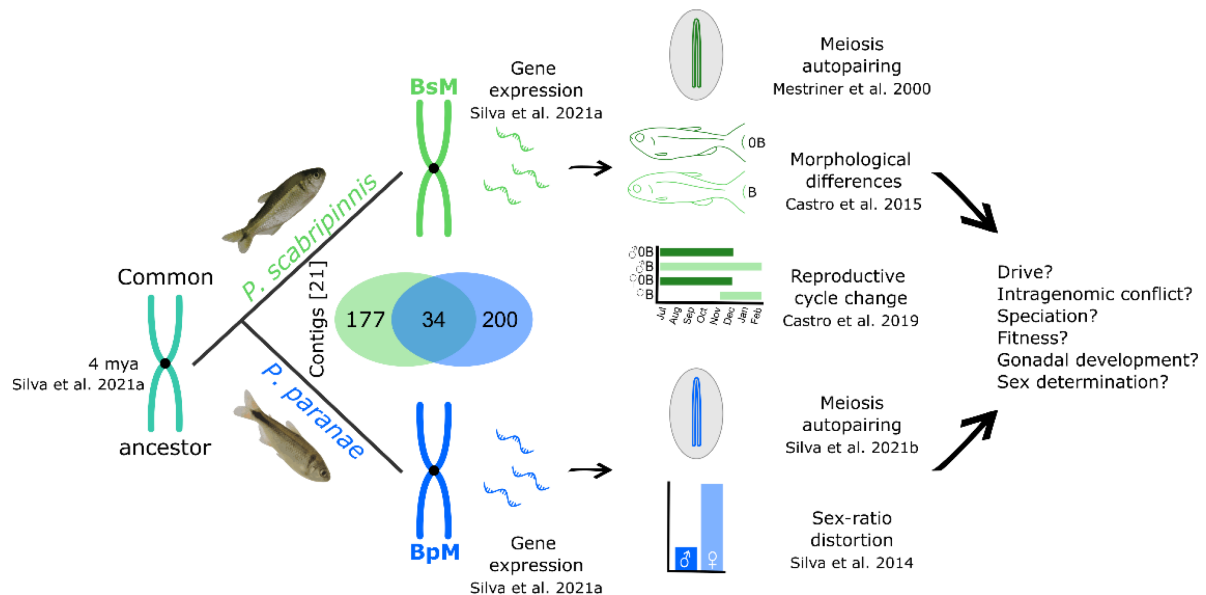 Common
4 mya
Silva et al. 2021a
ancestor
P. scabripinnis
P. paranae
BsM
Gene
expression
Silva et al. 2021a
Contigs [21]
177
34
200
BpM
Gene
expression
Silva et al. 2021a
Meiosis
autopairing
Mestriner et al. 2000
0B
B
Morphological
differences
Castro et al. 2015
0B
B
0B
B
Jul
Aug
Sep
Oct
Nov
Dec
Jan
Feb
Reproductive
cycle change
Castro et al. 2019
Meiosis
autopairing
Silva et al. 2021b
♂
♀
Sex-ratio
distortion
Silva et al. 2014
Drive?
Intragenomic conflict?
Speciation?
Fitness?
Gonadal development?
Sex determination?